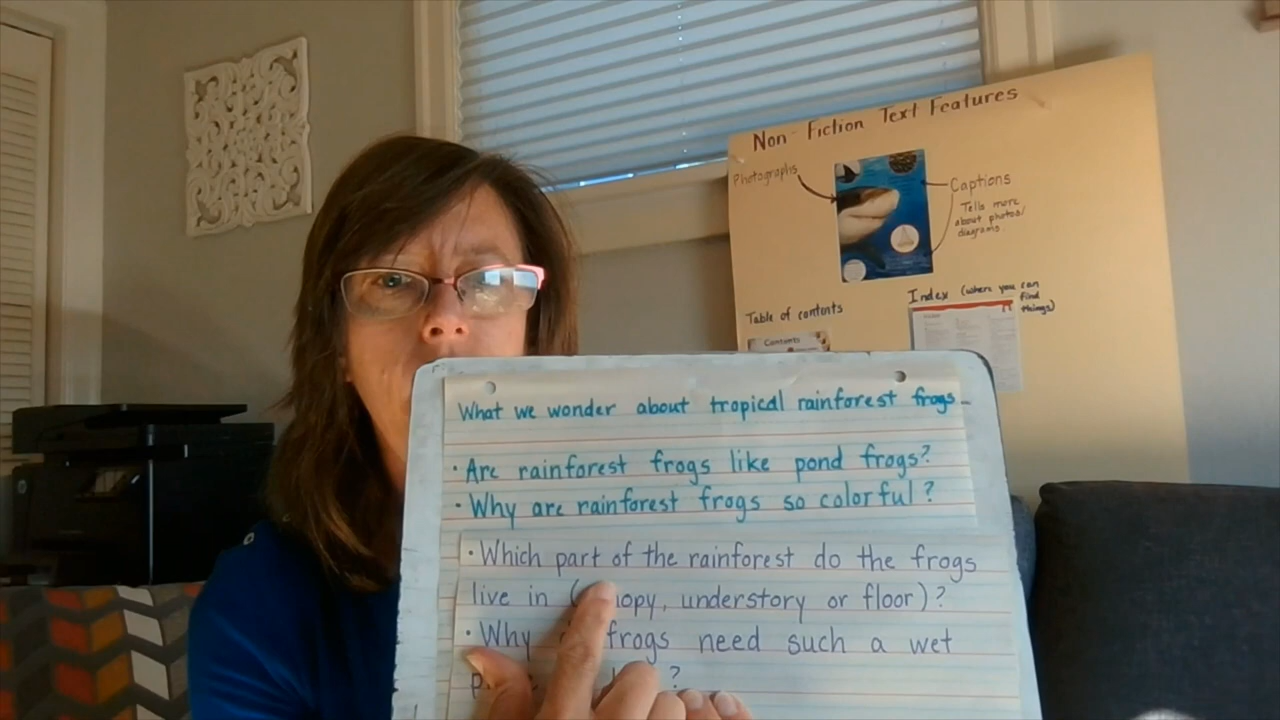 Non-Fiction Text Features
Photographs
Captions
Tells more
about photos/
diagrams.
Table of contents
Contents
Index (where you can
find
things)
What we wonder about tropical rainforest frogs...
• Are rainforest frogs like pond frogs?
• Why are rainforest frogs so colorful?
• Which part of the rainforest do the frogs
live in (canopy, understory or floor)?
• Why frogs need such a wet
?